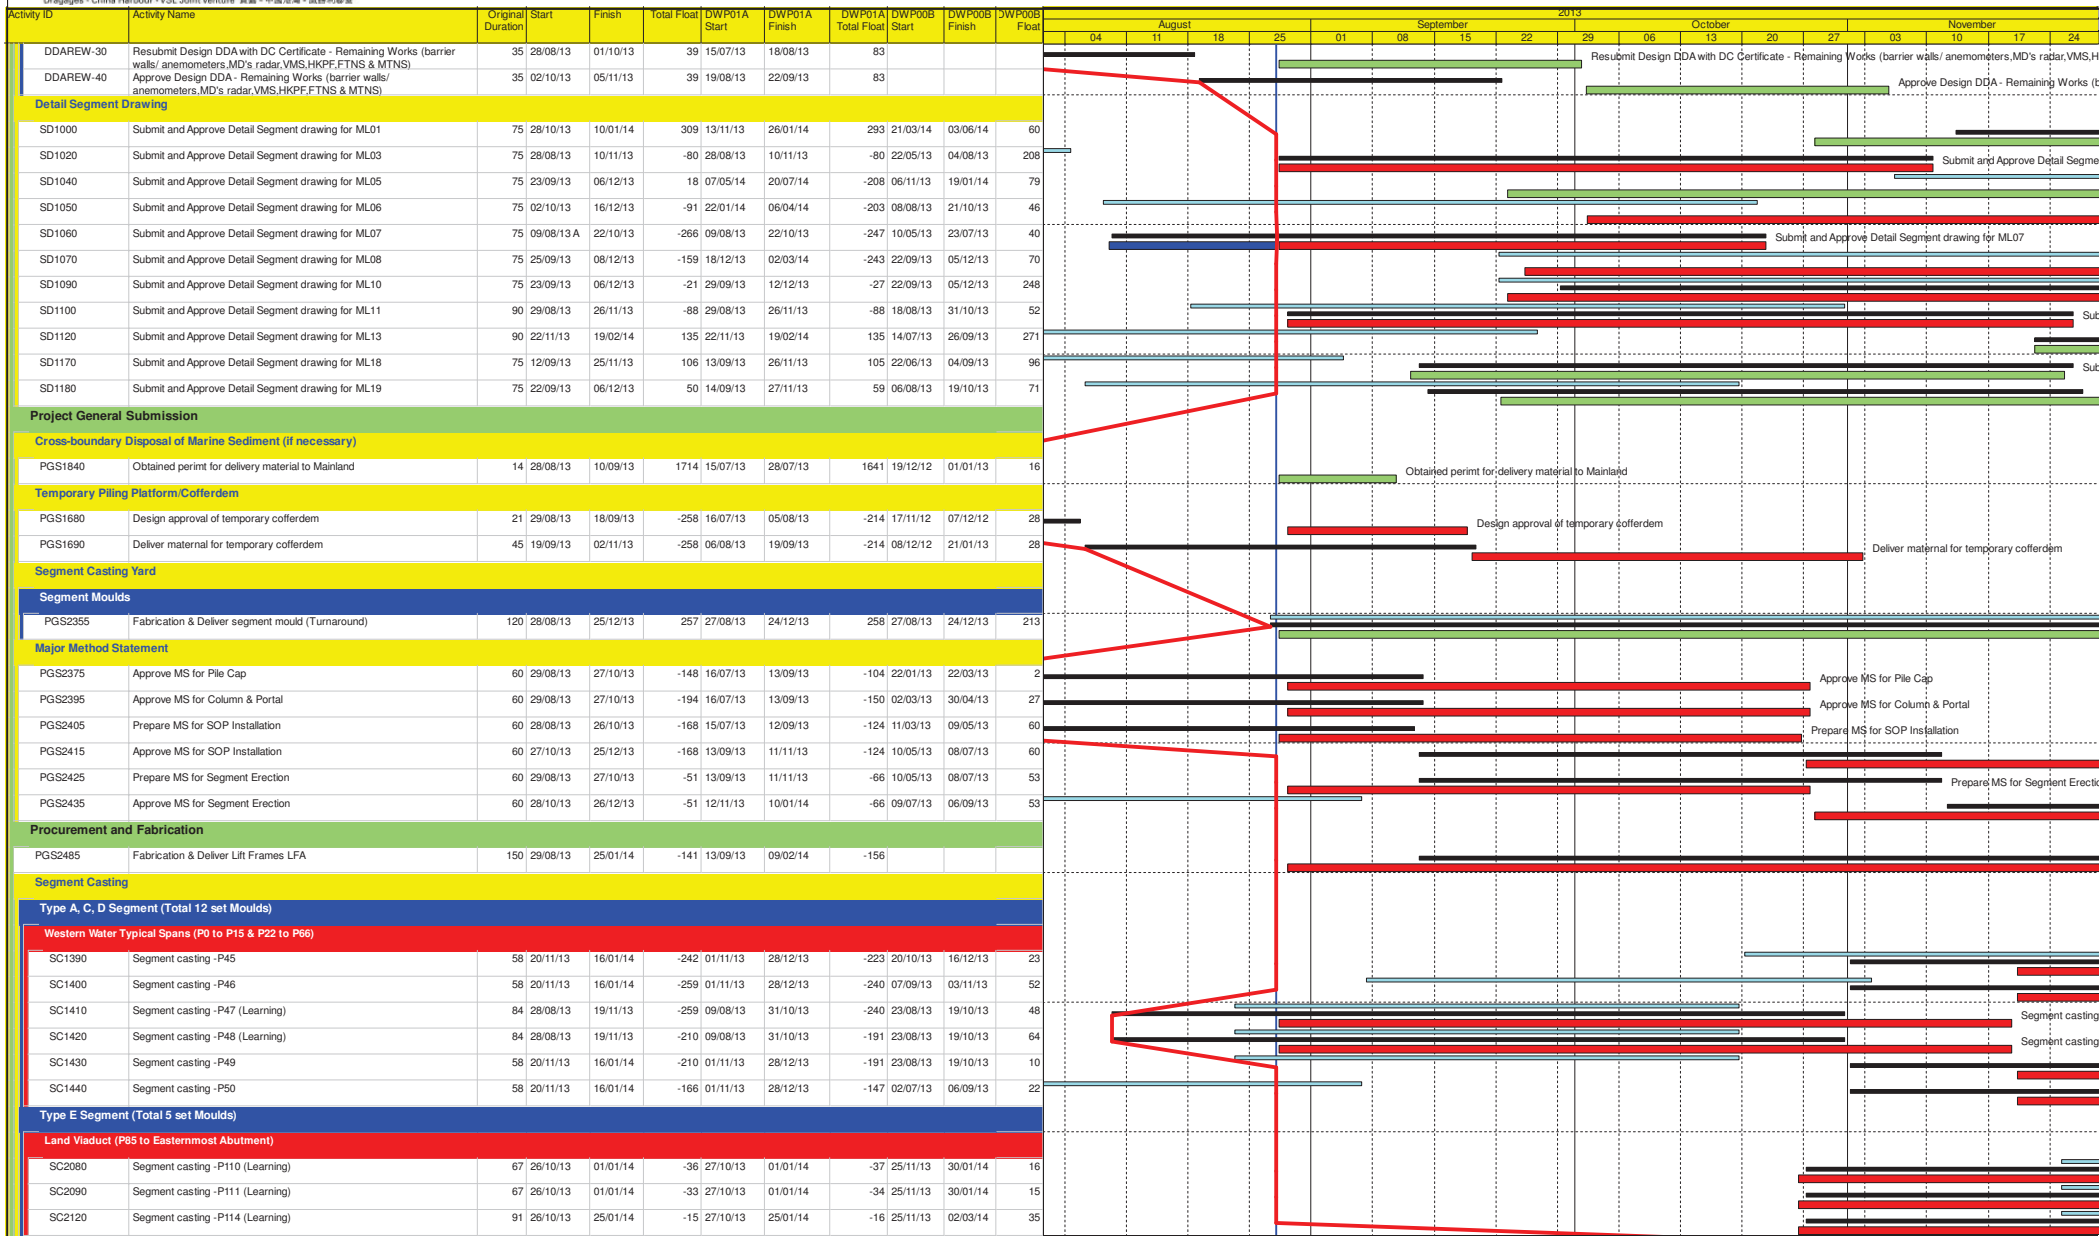 Dragages - China Harbour - VSL Joint Venture
Activity ID Activity Name Original Duration Start Finish Total Float DWP01A Start DWP01A Finish DWP01A Total Float DWP00B Start DWP00B Finish DWP00B Float
2013
August September October November
04 11 18 25 01 08 15 22 29 06 13 20 27 03 10 17 24
DDAREW-30 Resubmit Design DDA with DC Certificate - Remaining Works (barrier walls/ anemometers,MD's radar,VMS,HKPF,FTNS & MTNS) 35 28/08/13 01/10/13 39 15/07/13 18/08/13 83
Resubmit Design DDA with DC Certificate - Remaining Works (barrier walls/ anemometers,MD's radar,VMS,H
DDAREW-40 Approve Design DDA - Remaining Works (barrier walls/ anemometers,MD's radar,VMS,HKPF,FTNS & MTNS) 35 02/10/13 05/11/13 39 19/08/13 22/09/13 83
Approve Design DDA - Remaining Works (b
Detail Segment Drawing
SD1000 Submit and Approve Detail Segment drawing for ML01 75 28/10/13 10/01/14 309 13/11/13 26/01/14 293 21/03/14 03/06/14 60
SD1020 Submit and Approve Detail Segment drawing for ML03 75 28/08/13 10/11/13 -80 28/08/13 10/11/13 -80 22/05/13 04/08/13 208
Submit and Approve Detail Segme
SD1040 Submit and Approve Detail Segment drawing for ML05 75 23/09/13 06/12/13 18 07/05/14 20/07/14 -208 06/11/13 19/01/14 79
SD1050 Submit and Approve Detail Segment drawing for ML06 75 02/10/13 16/12/13 -91 22/01/14 06/04/14 -203 08/08/13 21/10/13 46
SD1060 Submit and Approve Detail Segment drawing for ML07 75 09/08/13 A 22/10/13 -266 09/08/13 22/10/13 -247 10/05/13 23/07/13 40
Submit and Approve Detail Segment drawing for ML07
SD1070 Submit and Approve Detail Segment drawing for ML08 75 25/09/13 08/12/13 -159 18/12/13 02/03/14 -243 22/09/13 05/12/13 70
SD1090 Submit and Approve Detail Segment drawing for ML10 75 23/09/13 06/12/13 -21 29/09/13 12/12/13 -27 22/09/13 05/12/13 248
SD1100 Submit and Approve Detail Segment drawing for ML11 90 29/08/13 26/11/13 -88 29/08/13 26/11/13 -88 18/08/13 31/10/13 52
Sub
SD1120 Submit and Approve Detail Segment drawing for ML13 90 22/11/13 19/02/14 135 22/11/13 19/02/14 135 14/07/13 26/09/13 271
SD1170 Submit and Approve Detail Segment drawing for ML18 75 12/09/13 25/11/13 106 13/09/13 26/11/13 105 22/06/13 04/09/13 96
Sub
SD1180 Submit and Approve Detail Segment drawing for ML19 75 22/09/13 06/12/13 50 14/09/13 27/11/13 59 06/08/13 19/10/13 71
Project General Submission
Cross-boundary Disposal of Marine Sediment (if necessary)
PGS1840 Obtained perimt for delivery material to Mainland 14 28/08/13 10/09/13 1714 15/07/13 28/07/13 1641 19/12/12 01/01/13 16
Obtained perimt for delivery material to Mainland
Temporary Piling Platform/Cofferdem
PGS1680 Design approval of temporary cofferdem 21 29/08/13 18/09/13 -258 16/07/13 05/08/13 -214 17/11/12 07/12/12 28
Design approval of temporary cofferdem
PGS1690 Deliver maternal for temporary cofferdem 45 19/09/13 02/11/13 -258 06/08/13 19/09/13 -214 08/12/12 21/01/13 28
Deliver maternal for temporary cofferdem
Segment Casting Yard
Segment Moulds
PGS2355 Fabrication & Deliver segment mould (Turnaround) 120 28/08/13 25/12/13 257 27/08/13 24/12/13 258 27/08/13 24/12/13 213
Major Method Statement
PGS2375 Approve MS for Pile Cap 60 29/08/13 27/10/13 -148 16/07/13 13/09/13 -104 22/01/13 22/03/13 2
Approve MS for Pile Cap
PGS2395 Approve MS for Column & Portal 60 29/08/13 27/10/13 -194 16/07/13 13/09/13 -150 02/03/13 30/04/13 27
Approve MS for Column & Portal
PGS2405 Prepare MS for SOP Installation 60 28/08/13 26/10/13 -168 15/07/13 12/09/13 -124 11/03/13 09/05/13 60
Prepare MS for SOP Installation
PGS2415 Approve MS for SOP Installation 60 27/10/13 25/12/13 -168 13/09/13 11/11/13 -124 10/05/13 08/07/13 60
PGS2425 Prepare MS for Segment Erection 60 29/08/13 27/10/13 -51 13/09/13 11/11/13 -66 10/05/13 08/07/13 53
Prepare MS for Segment Erectio
PGS2435 Approve MS for Segment Erection 60 28/10/13 26/12/13 -51 12/11/13 10/01/14 -66 09/07/13 06/09/13 53
Procurement and Fabrication
PGS2485 Fabrication & Deliver Lift Frames LFA 150 29/08/13 25/01/14 -141 13/09/13 09/02/14 -156
Segment Casting
Type A, C, D Segment (Total 12 set Moulds)
Western Water Typical Spans (P0 to P15 & P22 to P66)
SC1390 Segment casting -P45 58 20/11/13 16/01/14 -242 01/11/13 28/12/13 -223 20/10/13 16/12/13 23
SC1400 Segment casting -P46 58 20/11/13 16/01/14 -259 01/11/13 28/12/13 -240 07/09/13 03/11/13 52
SC1410 Segment casting -P47 (Learning) 84 28/08/13 19/11/13 -259 09/08/13 31/10/13 -240 23/08/13 19/10/13 48
Segment casting
SC1420 Segment casting -P48 (Learning) 84 28/08/13 19/11/13 -210 09/08/13 31/10/13 -191 23/08/13 19/10/13 64
Segment casting
SC1430 Segment casting -P49 58 20/11/13 16/01/14 -210 01/11/13 28/12/13 -191 23/08/13 19/10/13 10
SC1440 Segment casting -P50 58 20/11/13 16/01/14 -166 01/11/13 28/12/13 -147 02/07/13 06/09/13 22
Type E Segment (Total 5 set Moulds)
Land Viaduct (P85 to Easternmost Abutment)
SC2080 Segment casting -P110 (Learning) 67 26/10/13 01/01/14 -36 27/10/13 01/01/14 -37 25/11/13 30/01/14 16
SC2090 Segment casting -P111 (Learning) 67 26/10/13 01/01/14 -33 27/10/13 01/01/14 -34 25/11/13 30/01/14 15
SC2120 Segment casting -P114 (Learning) 91 26/10/13 25/01/14 -15 27/10/13 25/01/14 -16 25/11/13 02/03/14 35